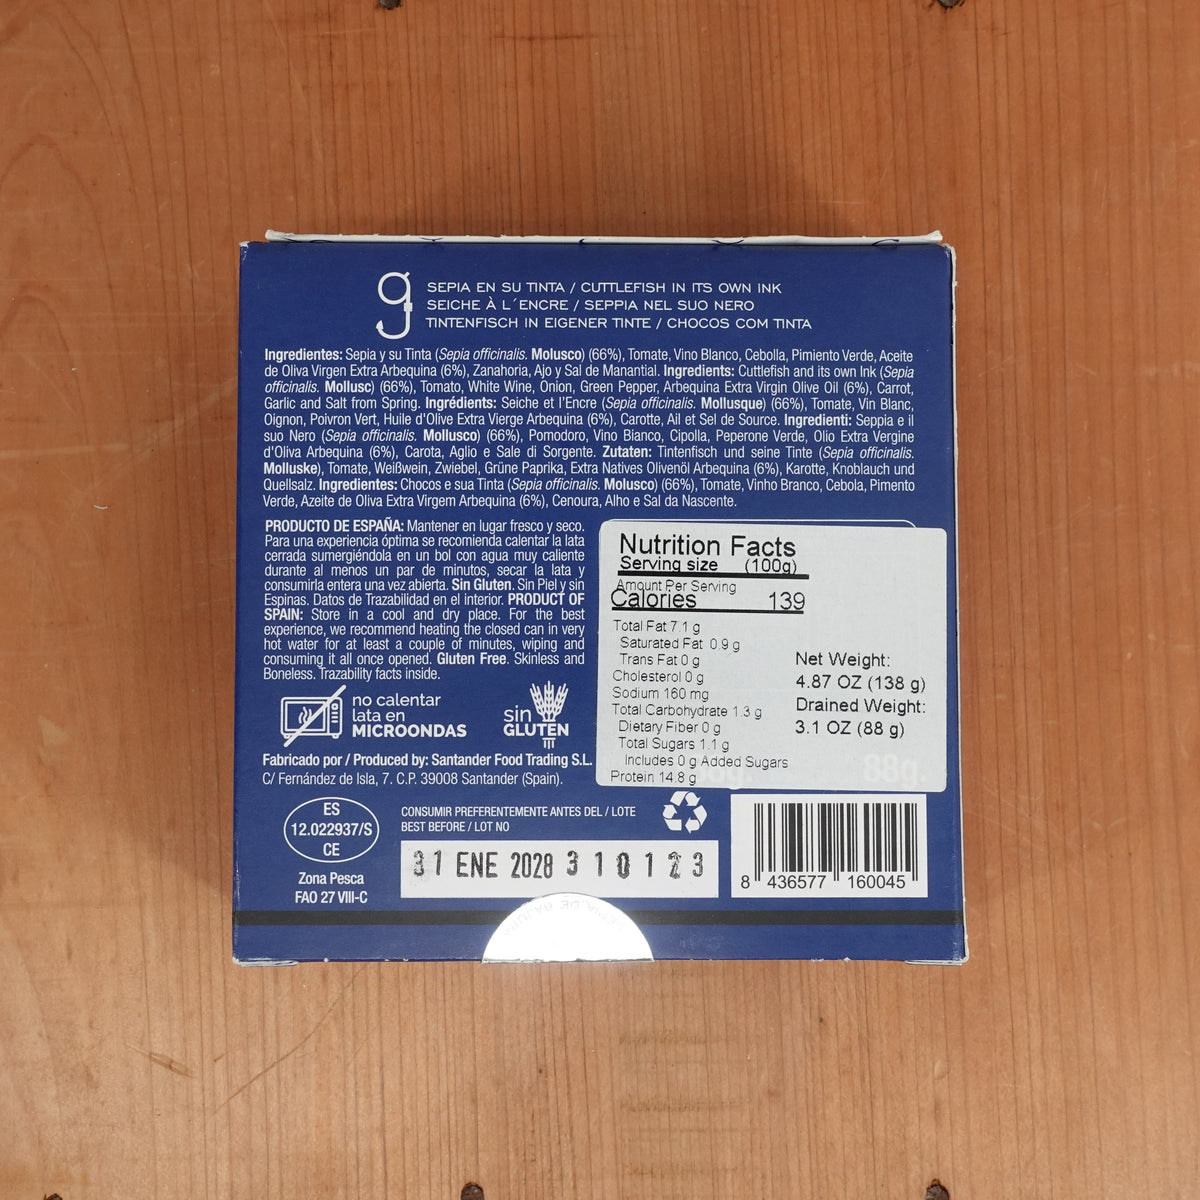 g
SEPIA EN SU TINTA / CUTTLEFISH IN ITS OWN INK
SEICHE À L´ENCRE / SEPPIA NEL SUO NERO
TINTENFISCH IN EIGENER TINTE / CHOCOS COM TINTA
Ingredientes: Sepia y su Tinta (Sepia officinalis. Molusco) (66%), Tomate, Vino Blanco, Cebolla, Pimiento Verde, Aceite
de Oliva Virgen Extra Arbequina (6%), Zanahoria, Ajo y Sal de Manantial. Ingredients: Cuttlefish and its own Ink (Sepia
officinalis. Mollusc) (66%), Tomato, White Wine, Onion, Green Pepper, Arbequina Extra Virgin Olive Oil (6%), Carrot,
Garlic and Salt from Spring. Ingrédients: Seiche et l'Encre (Sepia officinalis. Mollusque) (66%), Tomate, Vin Blanc,
Oignon, Poivron Vert, Huile d'Olive Extra Vierge Arbequina (6%), Carotte, Ail et Sel de Source. Ingredienti: Seppia e il
suo Nero (Sepia officinalis. Mollusco) (66%), Pomodoro, Vino Bianco, Cipolla, Peperone Verde, Olio Extra Vergine
d'Oliva Arbequina (6%), Carota, Aglio e Sale di Sorgente. Zutaten: Tintenfisch und seine Tinte (Sepia officinalis.
Molluske), Tomate, Weißwein, Zwiebel, Grüne Paprika, Extra Natives Olivenöl Arbequina (6%), Karotte, Knoblauch und
Quellsalz. Ingredientes: Chocos e sua Tinta (Sepia officinalis. Molusco) (66%), Tomate, Vinho Branco, Cebola, Pimento
Verde, Azeite de Oliva Extra Virgem Arbequina (6%), Cenoura, Alho e Sal da Nascente.
PRODUCTO DE ESPAÑA: Mantener en lugar fresco y seco.
Para una experiencia óptima se recomienda calentar la lata
cerrada sumergiéndola en un bol con agua muy caliente
durante al menos un par de minutos, secar la lata y
consumirla entera una vez abierta. Sin Gluten. Sin Piel y sin
Espinas. Datos de Trazabilidad en el interior. PRODUCT OF
SPAIN: Store in a cool and dry place. For the best
experience, we recommend heating the closed can in very
hot water for at least a couple of minutes, wiping and
consuming it all once opened. Gluten Free. Skinless and
Boneless. Trazability facts inside.
no calentar
lata en
MICROONDAS
sin
GLUTEN
Fabricado por / Produced by: Santander Food Trading S.L.
C/ Fernández de Isla, 7. C.P. 39008 Santander (Spain).
Nutrition Facts
Serving size (100g)
Amount Per Serving
Calories 139
Total Fat 7.1 g
Saturated Fat 0.9 g
Trans Fat 0 g
Cholesterol 0 g
Sodium 160 mg
Total Carbohydrate 1.3 g
Dietary Fiber 0 g
Total Sugars 1.1 g
Includes 0 g Added Sugars
Protein 14.8 g
Net Weight:
4.87 OZ (138 g)
Drained Weight:
3.1 OZ (88 g)
88g.
ES
12.022937/S
CE
Zona Pesca
FAO 27 VIII-C
CONSUMIR PREFERENTEMENTE ANTES DEL / LOTE
BEST BEFORE / LOT NO
31 ENE 2028 310123
8 436577 160045